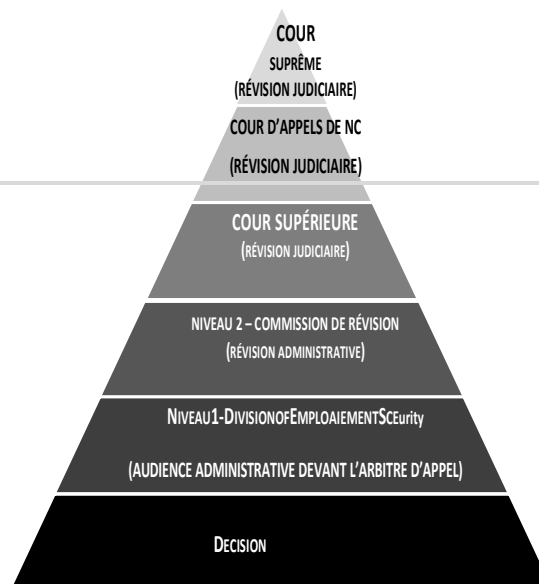 COUR
SUPRÊME
(RÉVISION JUDICIAIRE)
COUR D’APPELS DE NC
(RÉVISION JUDICIAIRE)
COUR SUPÉRIEURE
(RÉVISION JUDICIAIRE)
NIVEAU 2 – COMMISSION DE RÉVISION
(RÉVISION ADMINISTRATIVE)
NIVEAU1-DIVISIONOFEMPLOAIEMENTSCEurity
(AUDIENCE ADMINISTRATIVE DEVANT L’ARBITRE D’APPEL)
DECISION